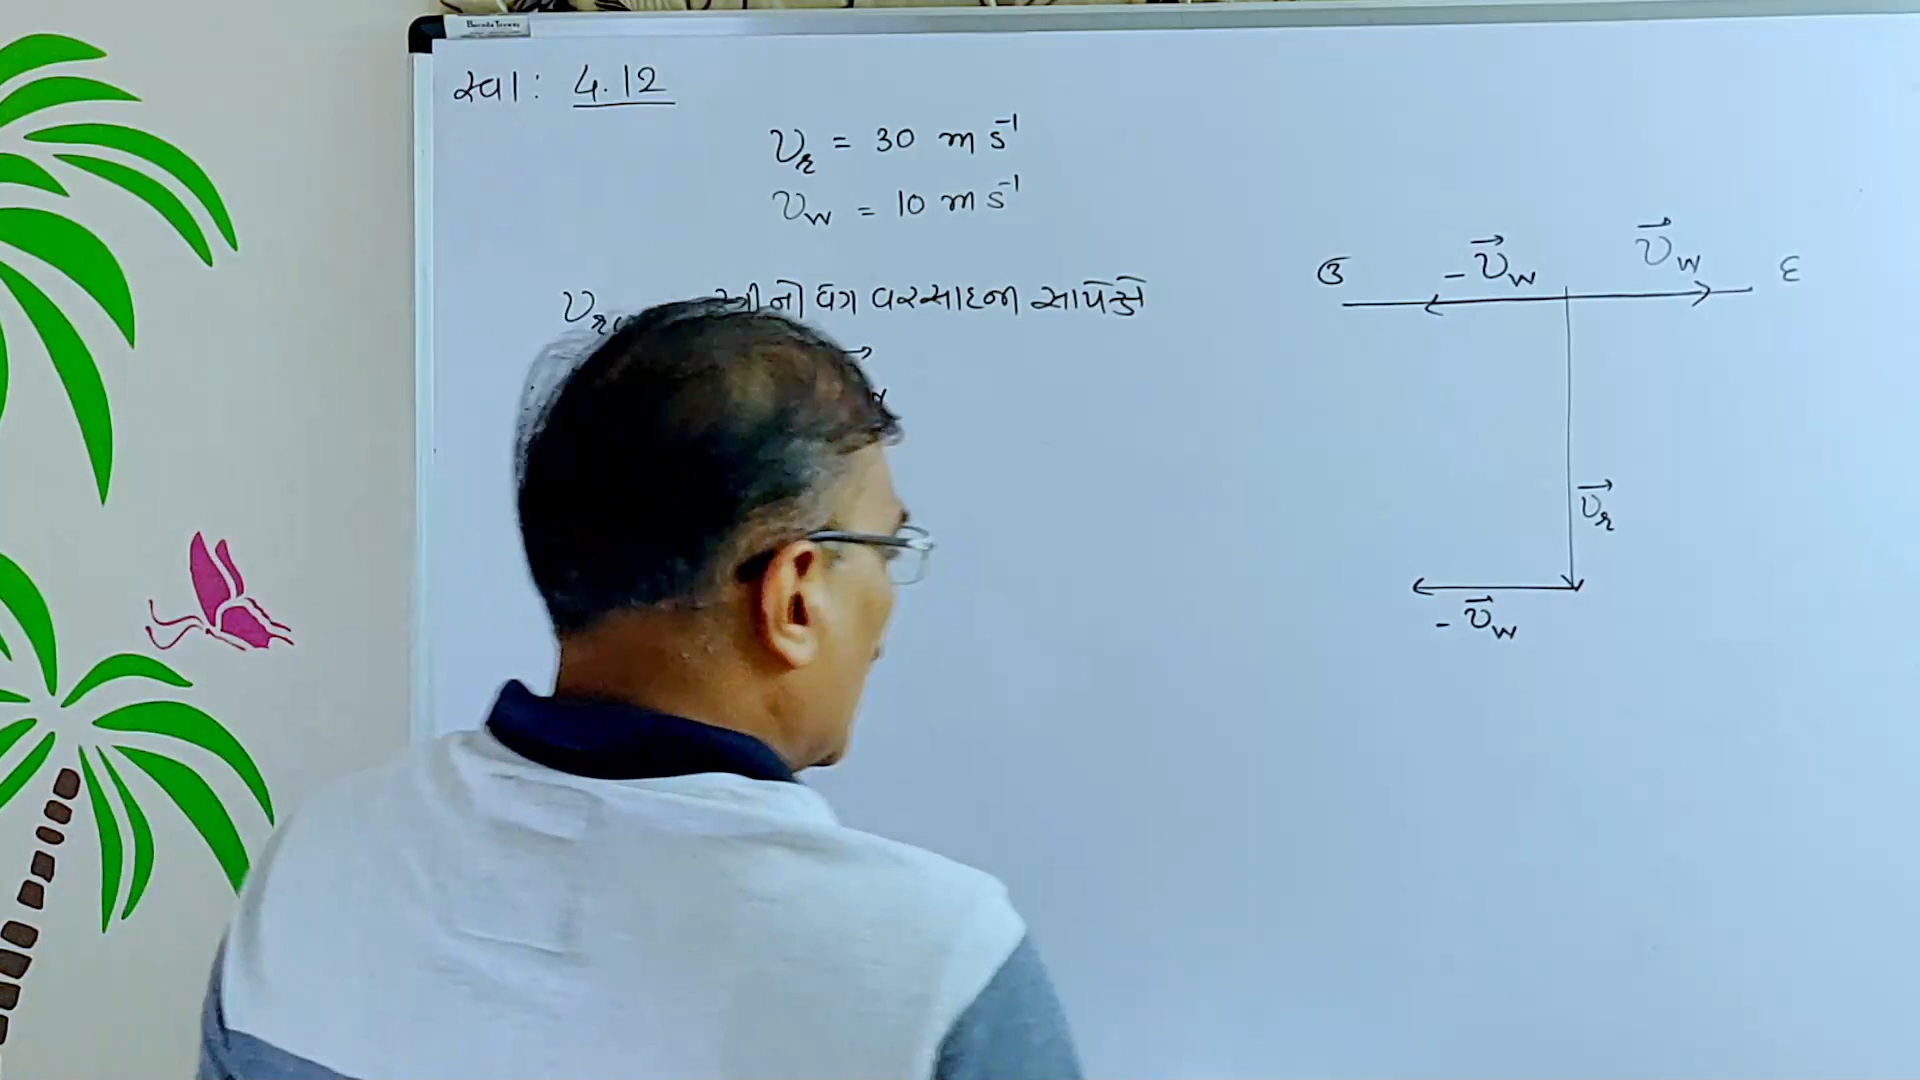 સ્વા : 4.12
v_r = 30 m s⁻¹
v_w = 10 m s⁻¹
વેગ વરસાદના સાપેક્ષે
ઉ
-v⃗_w
v⃗_w
દ
v⃗_r
-v⃗_w